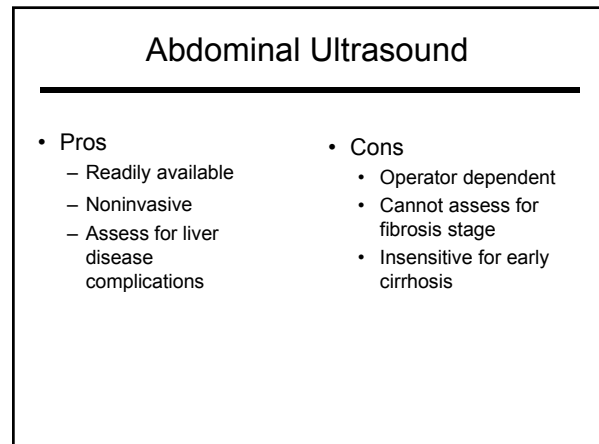 Abdominal Ultrasound
• Pros
– Readily available
– Noninvasive
– Assess for liver
disease
complications
• Cons
• Operator dependent
• Cannot assess for
fibrosis stage
• Insensitive for early
cirrhosis